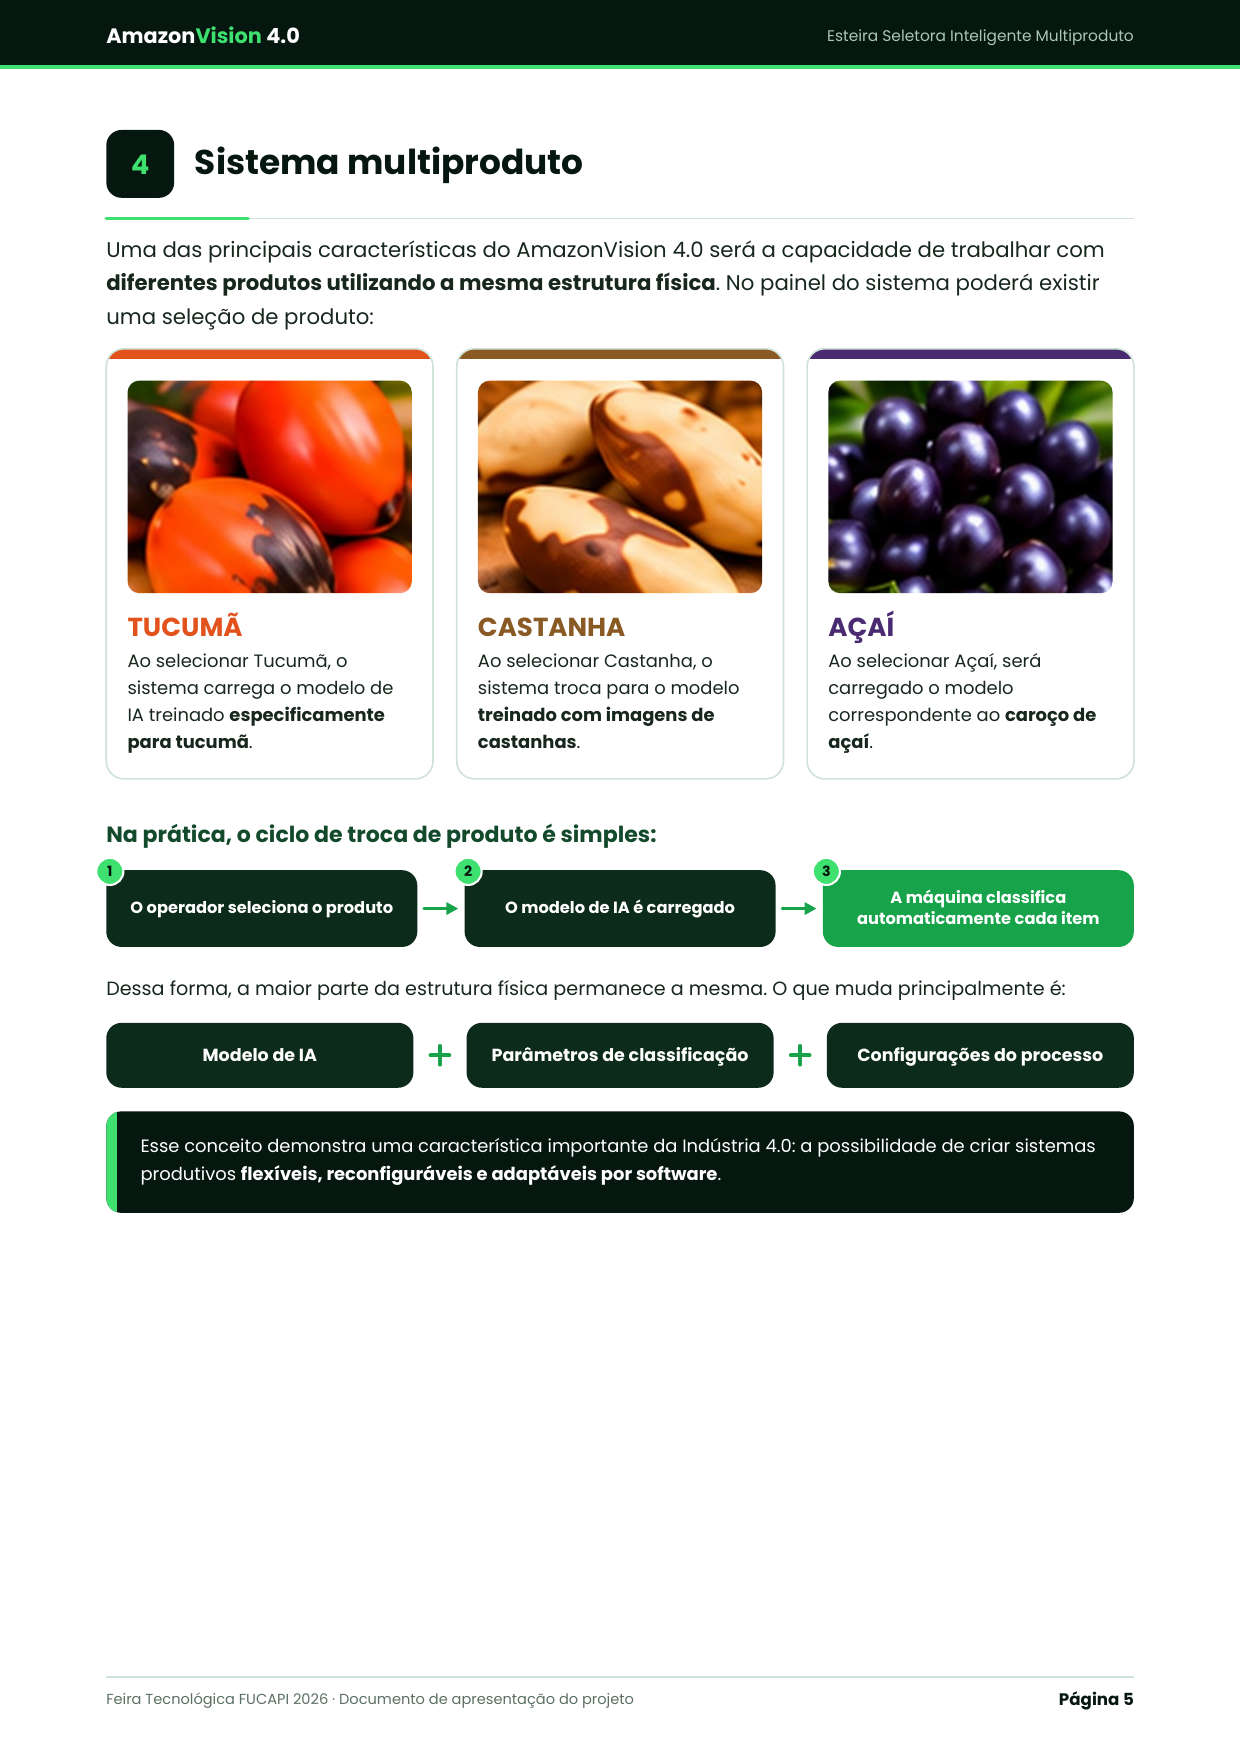 AmazonVision 4.0
Esteira Seletora Inteligente Multiproduto
4
Sistema multiproduto
Uma das principais características do AmazonVision 4.0 será a capacidade de trabalhar com
diferentes produtos utilizando a mesma estrutura física. No painel do sistema poderá existir
uma seleção de produto:
TUCUMÃ
Ao selecionar Tucumã, o
sistema carrega o modelo de
IA treinado especificamente
para tucumã.
CASTANHA
Ao selecionar Castanha, o
sistema troca para o modelo
treinado com imagens de
castanhas.
AÇAÍ
Ao selecionar Açaí, será
carregado o modelo
correspondente ao caroço de
açaí.
Na prática, o ciclo de troca de produto é simples:
1
O operador seleciona o produto
2
O modelo de IA é carregado
3
A máquina classifica
automaticamente cada item
Dessa forma, a maior parte da estrutura física permanece a mesma. O que muda principalmente é:
Modelo de IA
+
Parâmetros de classificação
+
Configurações do processo
Esse conceito demonstra uma característica importante da Indústria 4.0: a possibilidade de criar sistemas
produtivos flexíveis, reconfiguráveis e adaptáveis por software.
Feira Tecnológica FUCAPI 2026 · Documento de apresentação do projeto
Página 5